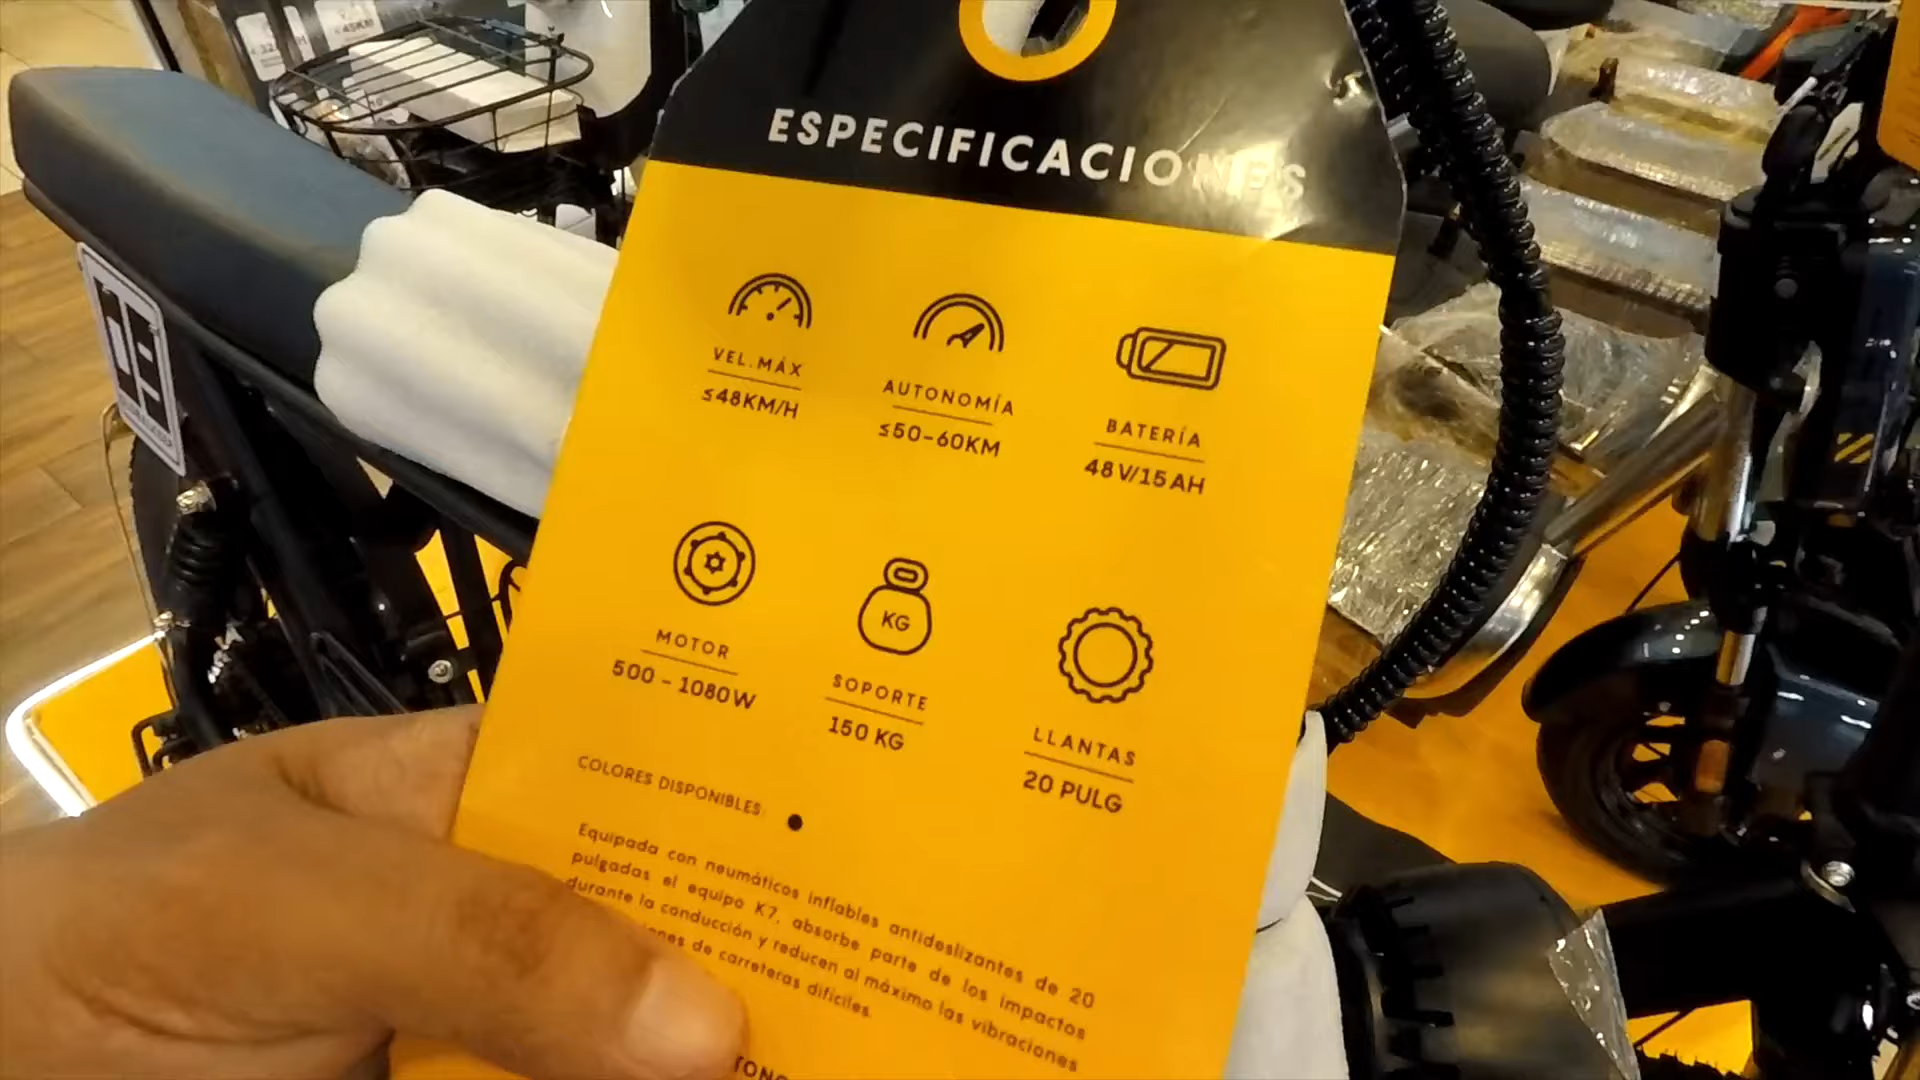 ESPECIFICACIONES
VEL.MÁX
≤48KM/H
AUTONOMÍA
≤50-60KM
BATERÍA
48V/15AH
MOTOR
500 - 1080W
KG
SOPORTE
150 KG
LLANTAS
20 PULG
COLORES DISPONIBLES:
Equipada con neumáticos inflables antideslizantes de 20
pulgadas el equipo K7, absorbe parte de los impactos
durante la conducción y reducen al máximo las vibraciones
de carreteras difíciles.